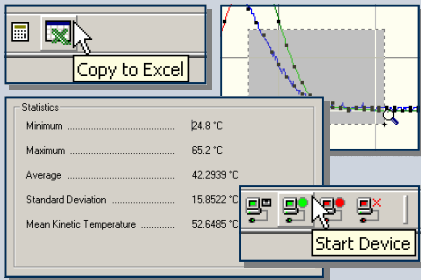 Copy to Excel
Statistics
Minimum ........................ 24.8 °C
Maximum ........................ 65.2 °C
Average ........................ 42.2939 °C
Standard Deviation ............. 15.8522 °C
Mean Kinetic Temperature ............ 52.6485 °C
Start Device